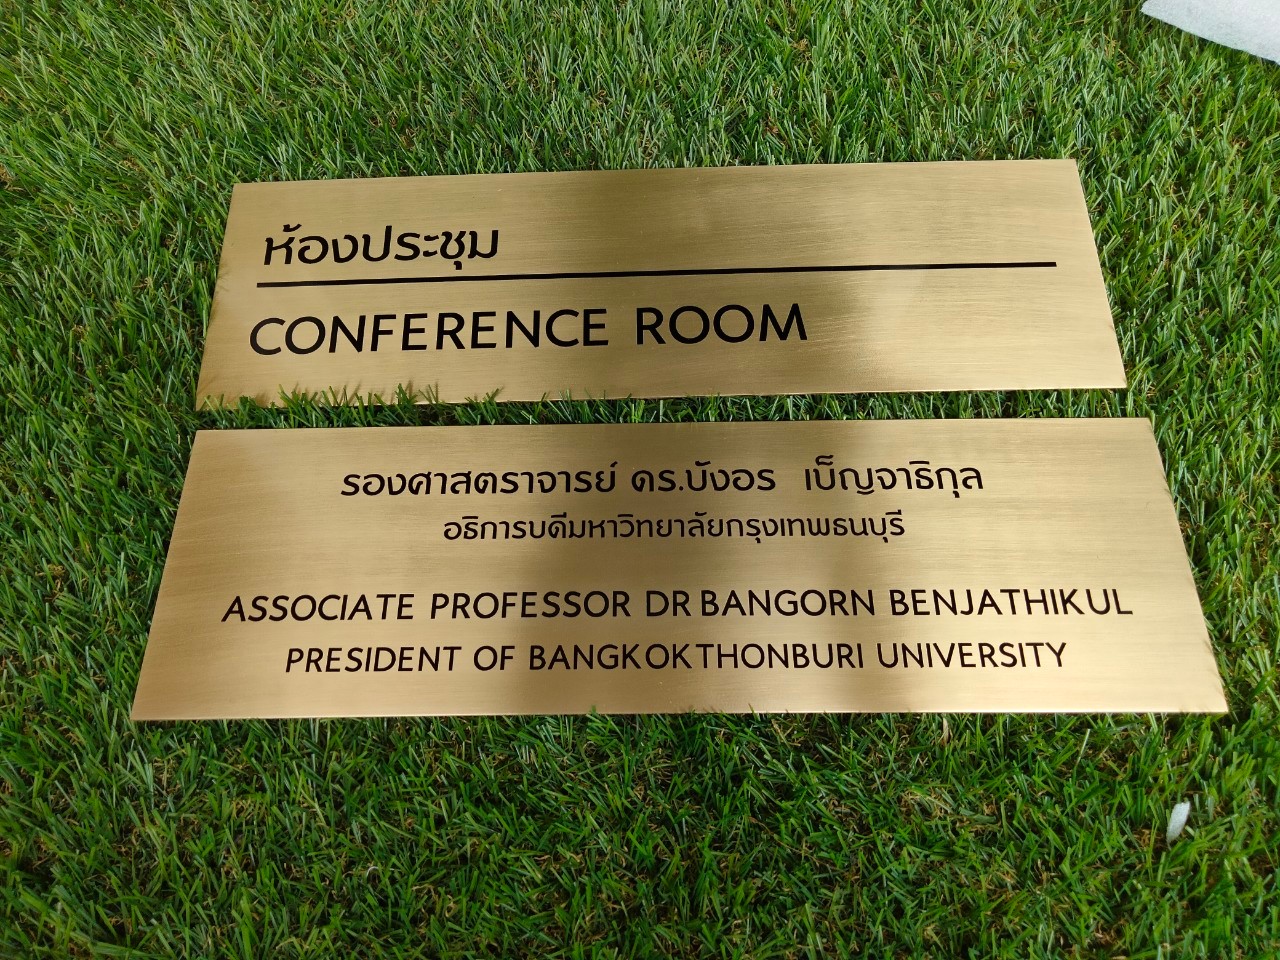 ห้องประชุม
CONFERENCE ROOM
รองศาสตราจารย์ ดร.บังอร เบ็ญจาธิกุล
อธิการบดีมหาวิทยาลัยกรุงเทพธนบุรี
ASSOCIATE PROFESSOR DR BANGORN BENJATHIKUL
PRESIDENT OF BANGKOKTHONBURI UNIVERSITY